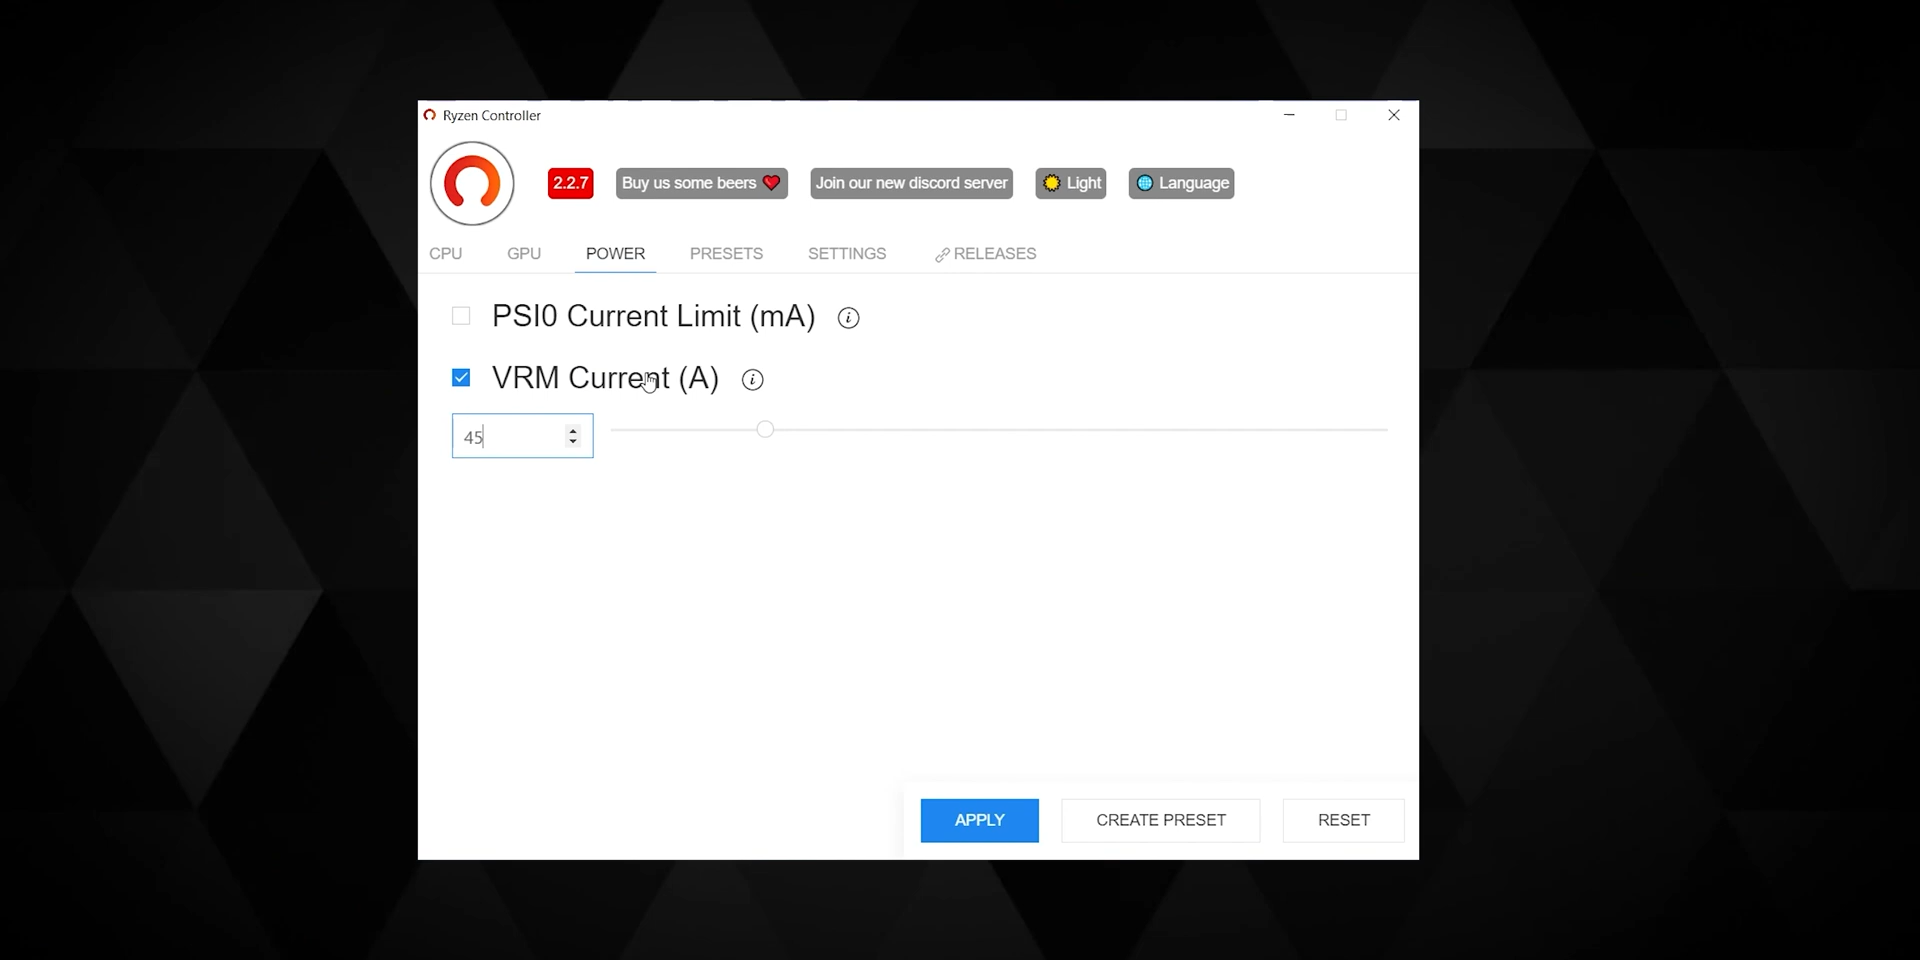 Ryzen Controller
2.2.7 Buy us some beers Join our new discord server Light Language
CPU GPU POWER PRESETS SETTINGS RELEASES
PSI0 Current Limit (mA)
VRM Current (A)
45
APPLY CREATE PRESET RESET